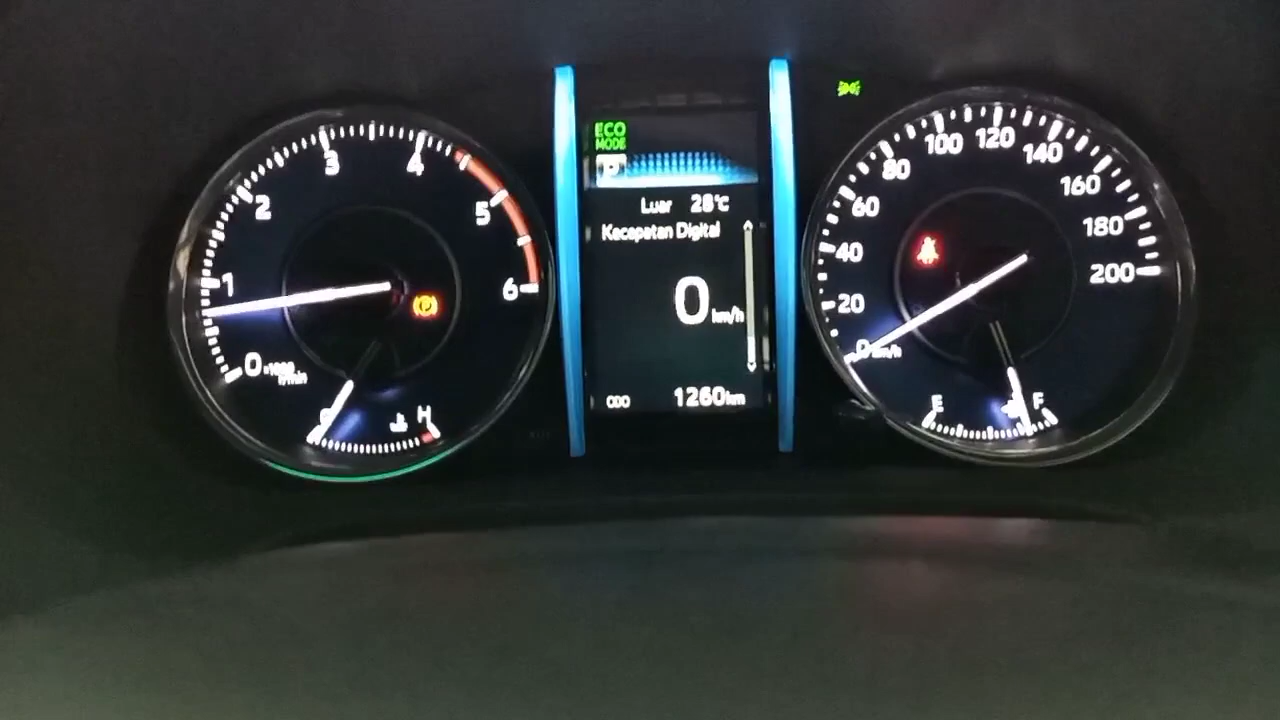 1
2
3
4
5
6
0 x1000 r/min
P
C
H
ECO
MODE
P
Luar 28°C
Kecepatan Digital
0 km/h
ODO 1260km
0 km/h
20
40
60
80
100
120
140
160
180
200
E
F